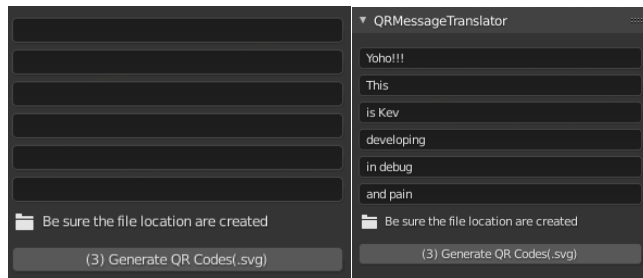 Be sure the file location are created
(3) Generate QR Codes(.svg)
QRMessageTranslator
Yoho!!!
This
is Kev
developing
in debug
and pain
Be sure the file location are created
(3) Generate QR Codes(.svg)